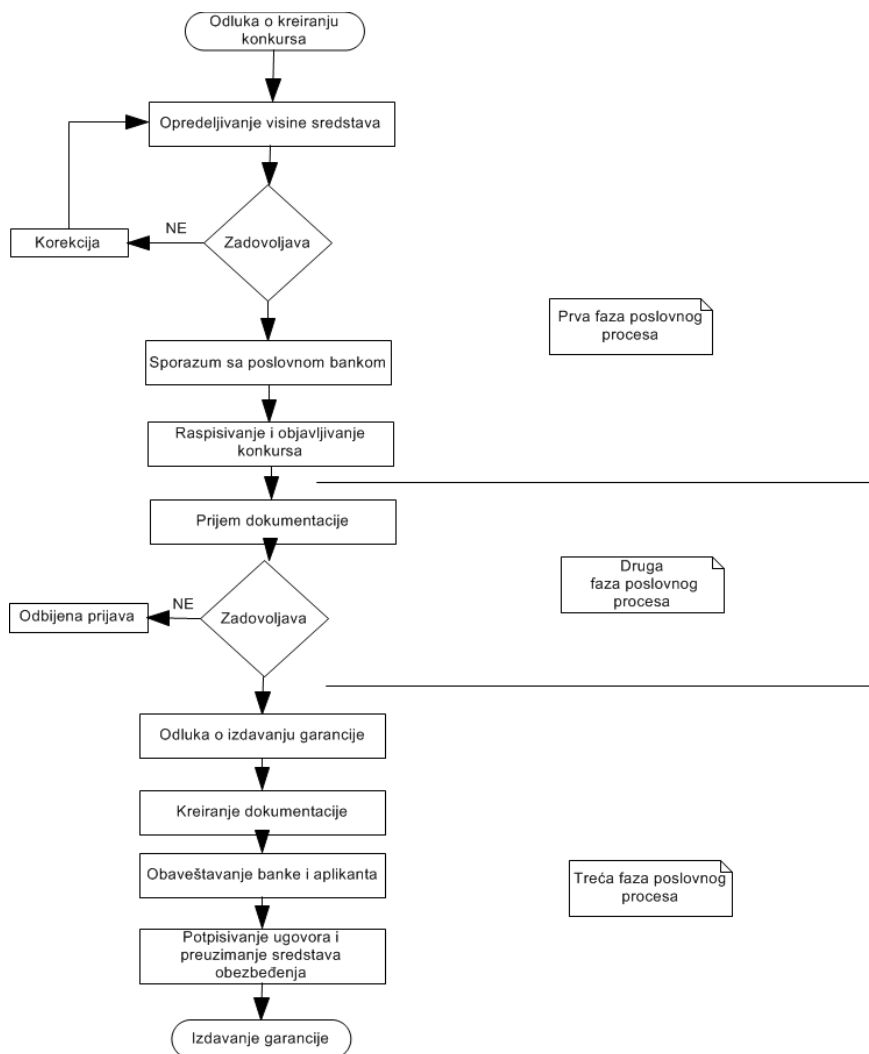 Odluka o kreiranju
konkursa
Opredeljivanje visine sredstava
NE
Zadovoljava
Korekcija
Prva faza poslovnog
procesa
Sporazum sa poslovnom bankom
Raspisivanje i objavljivanje
konkursa
Prijem dokumentacije
Druga
faza poslovnog
procesa
NE
Zadovoljava
Odbijena prijava
Odluka o izdavanju garancije
Kreiranje dokumentacije
Obaveštavanje banke i aplikanta
Treća faza poslovnog
procesa
Potpisivanje ugovora i
preuzimanje sredstava
obezbeđenja
Izdavanje garancije